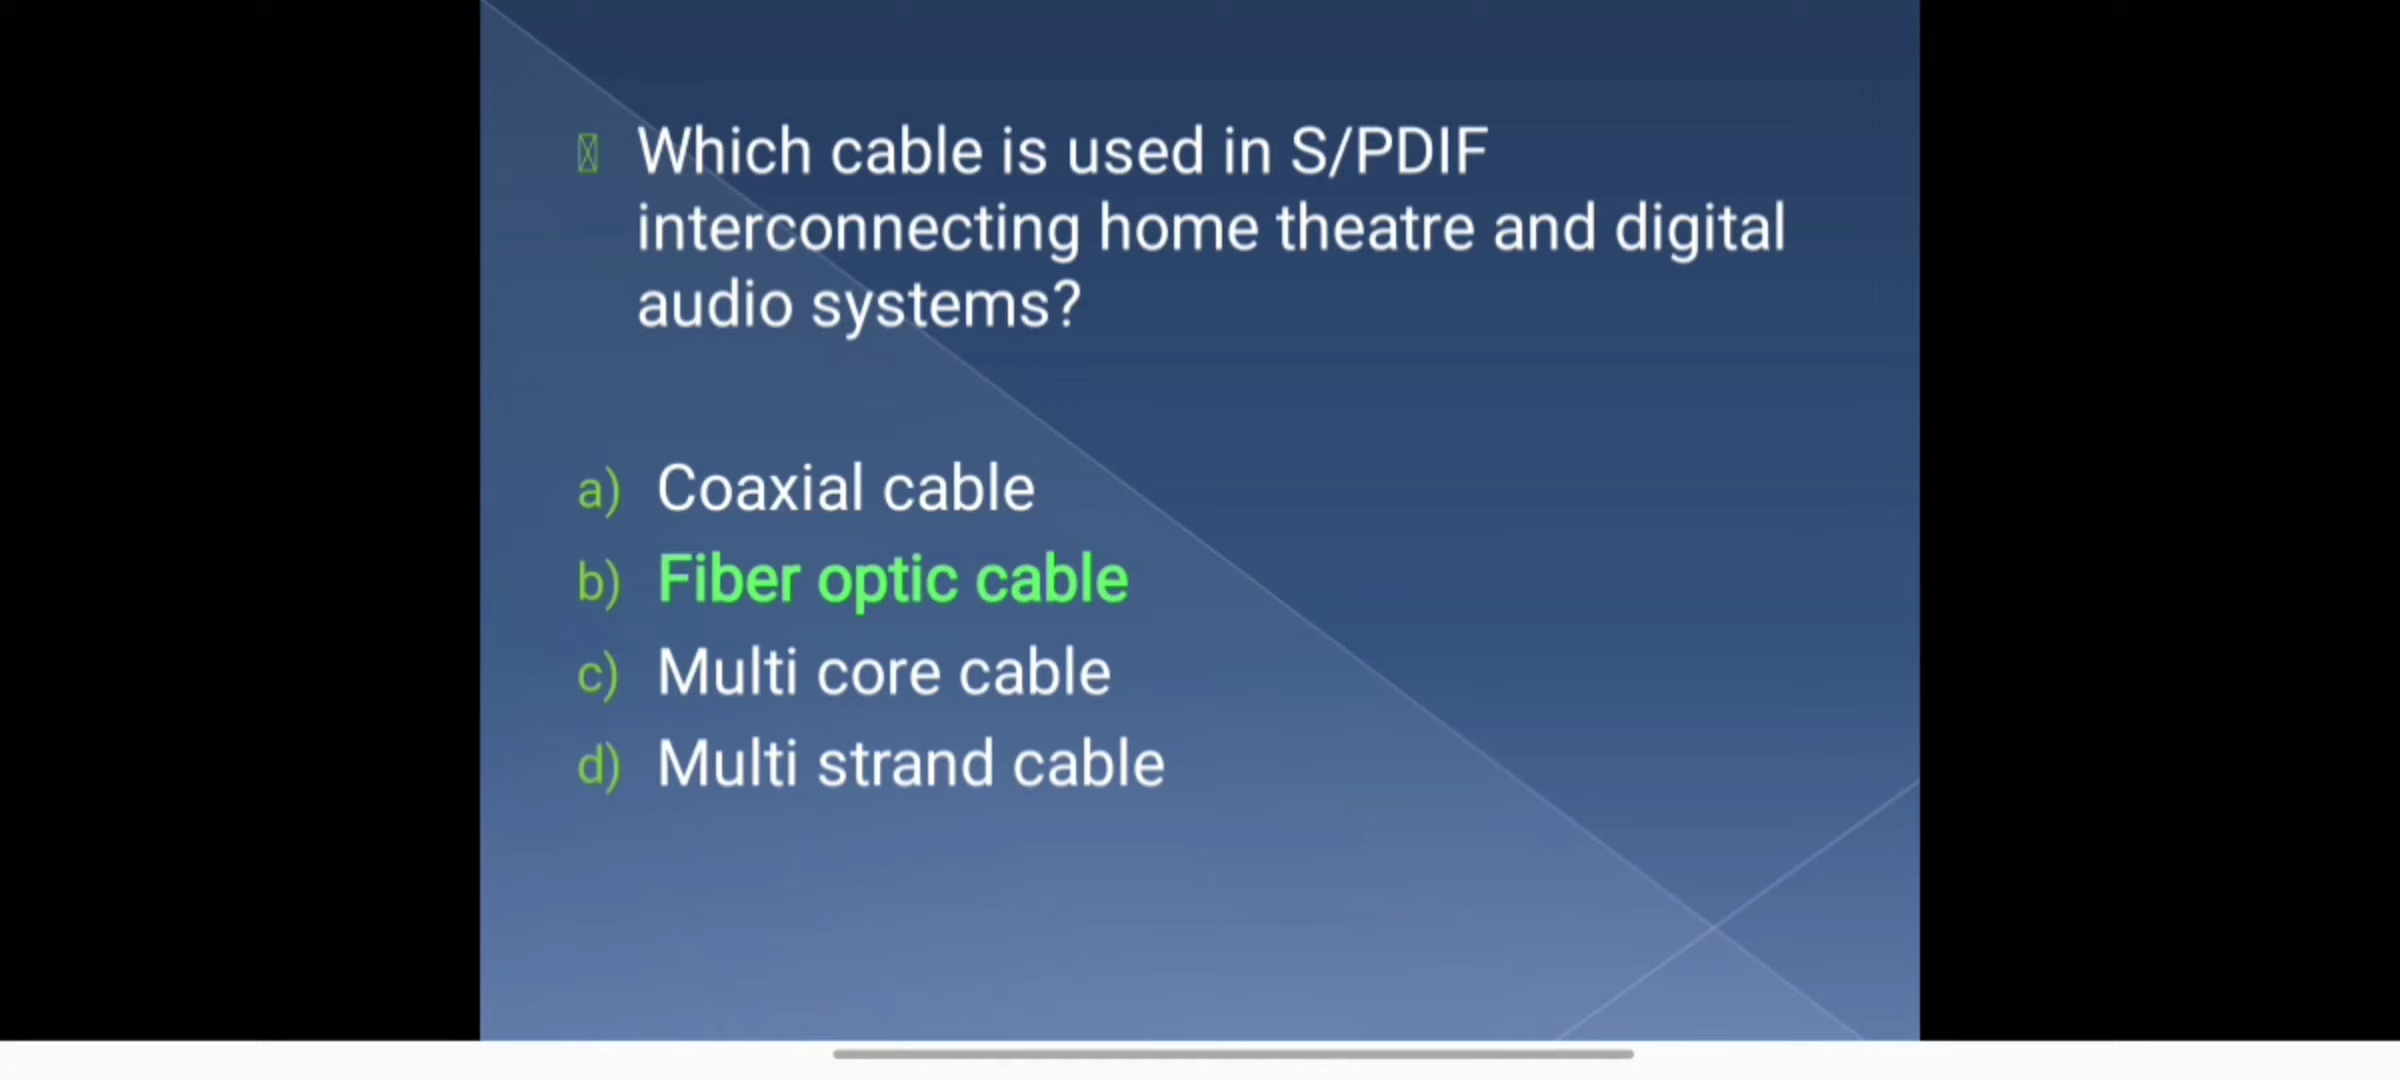 Which cable is used in S/PDIF
interconnecting home theatre and digital
audio systems?
a) Coaxial cable
b) Fiber optic cable
c) Multi core cable
d) Multi strand cable